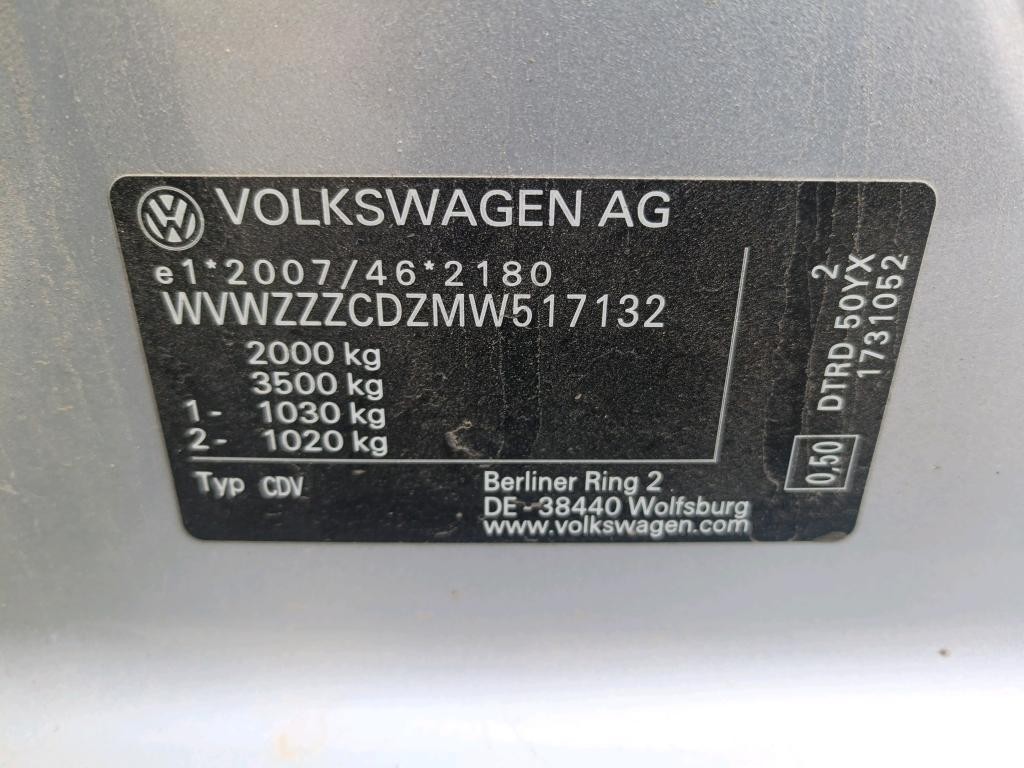 VOLKSWAGEN AG
e1*2007/46*2180
WVWZZZCDZMW517132
2000 kg
3500 kg
1- 1030 kg
2- 1020 kg
Typ CDV
Berliner Ring 2
DE-38440 Wolfsburg
www.volkswagen.com
0,50 DTRD 50YX 2
1731052